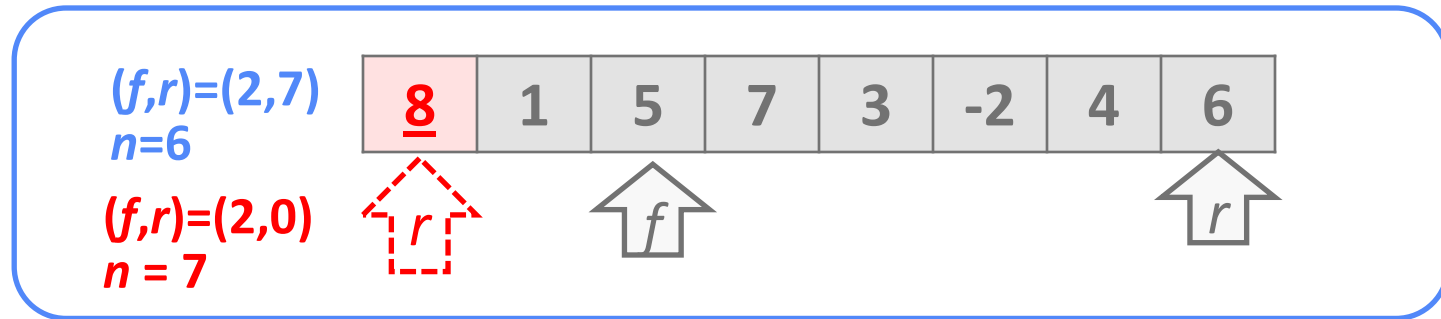 (f,r)=(2,7)
n=6
(f,r)=(2,0)
n = 7
8 1 5 7 3 -2 4 6
r f r